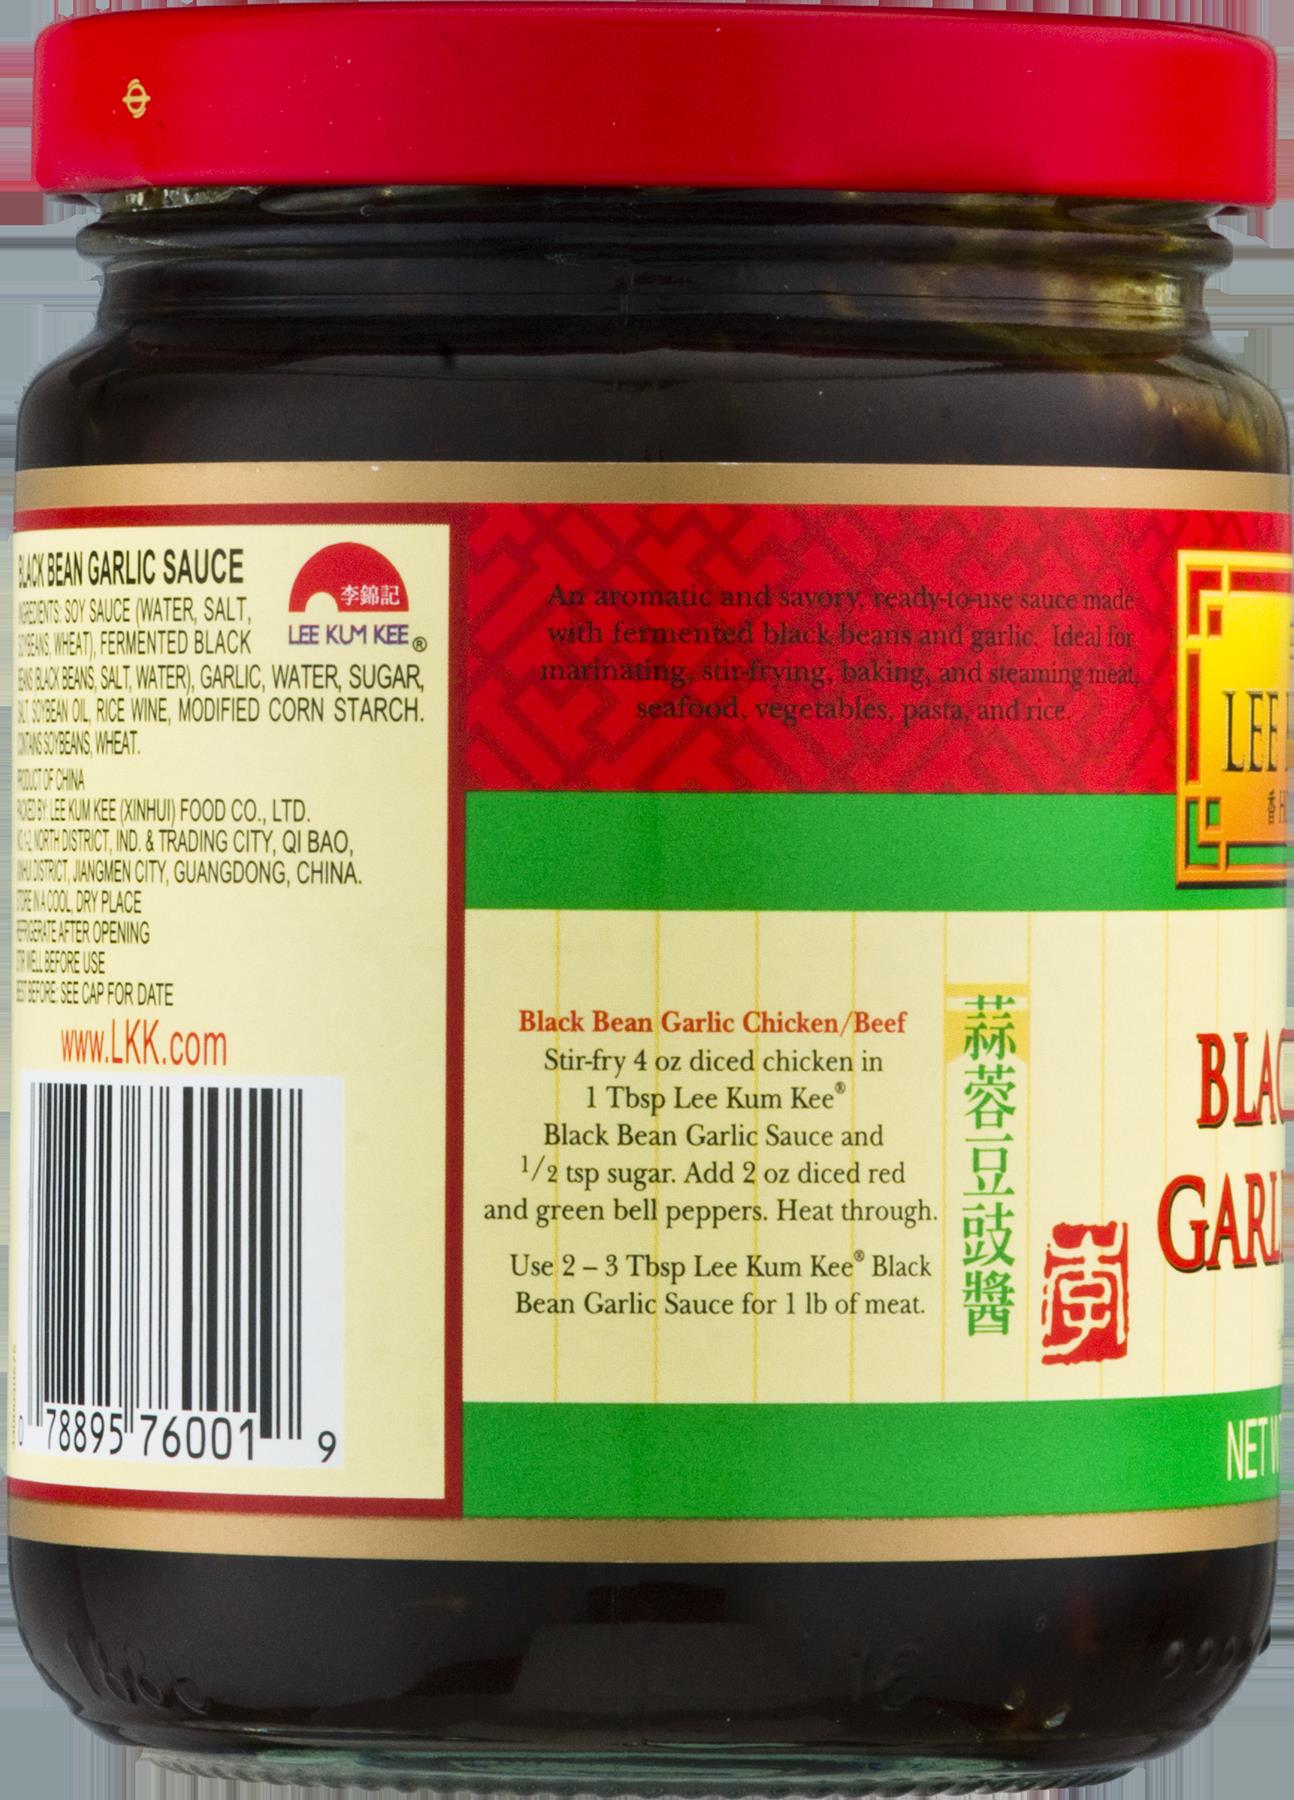 BLACK BEAN GARLIC SAUCE
INGREDIENTS: SOY SAUCE (WATER, SALT,
SOYBEANS, WHEAT), FERMENTED BLACK
BEANS (BLACK BEANS, SALT, WATER), GARLIC, WATER, SUGAR,
SALT, SOYBEAN OIL, RICE WINE, MODIFIED CORN STARCH.
CONTAINS SOYBEANS, WHEAT.
PRODUCT OF CHINA
PACKED BY: LEE KUM KEE (XINHUI) FOOD CO., LTD.
NO.1-2, NORTH DISTRICT, IND. & TRADING CITY, QI BAO,
XINHUI DISTRICT, JIANGMEN CITY, GUANGDONG, CHINA.
STORE IN A COOL, DRY PLACE
REFRIGERATE AFTER OPENING
STIR WELL BEFORE USE
BEST BEFORE: SEE CAP FOR DATE
www.LKK.com
0 78895 76001 9
李錦記
LEE KUM KEE®
An aromatic and savory, ready-to-use sauce made
with fermented black beans and garlic. Ideal for
marinating, stir-frying, baking, and steaming meat,
seafood, vegetables, pasta, and rice.
Black Bean Garlic Chicken/Beef
Stir-fry 4 oz diced chicken in
1 Tbsp Lee Kum Kee®
Black Bean Garlic Sauce and
1/2 tsp sugar. Add 2 oz diced red
and green bell peppers. Heat through.
Use 2 – 3 Tbsp Lee Kum Kee® Black
Bean Garlic Sauce for 1 lb of meat.
蒜蓉豆豉醬
李
LEE
香
BLAC
GARL
NET
16